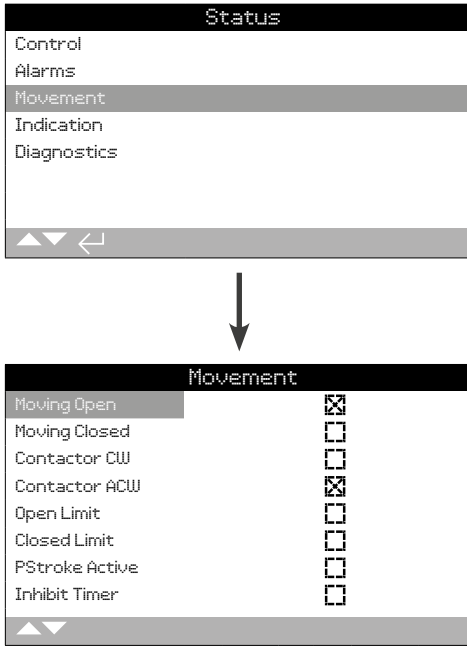 Status
Control
Alarms
Movement
Indication
Diagnostics
Movement
Moving Open
Moving Closed
Contactor CW
Contactor ACW
Open Limit
Closed Limit
PStroke Active
Inhibit Timer